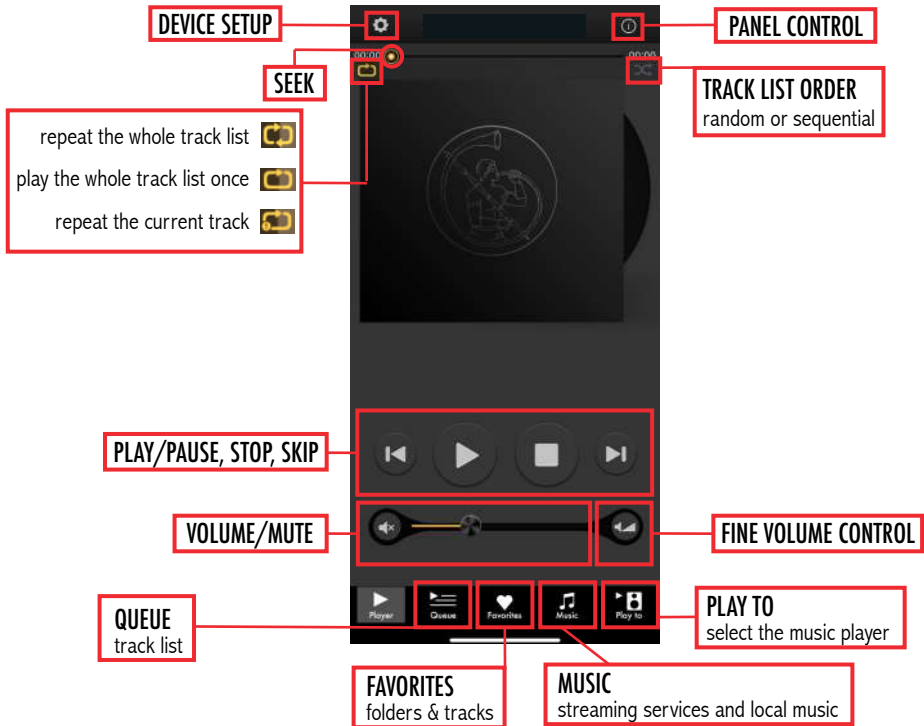 DEVICE SETUP
PANEL CONTROL
00:00
00:00
SEEK
TRACK LIST ORDER
random or sequential
repeat the whole track list
play the whole track list once
repeat the current track
PLAY/PAUSE, STOP, SKIP
VOLUME/MUTE
FINE VOLUME CONTROL
Player
Queue
Favorites
Music
Play to
QUEUE
track list
PLAY TO
select the music player
FAVORITES
folders & tracks
MUSIC
streaming services and local music